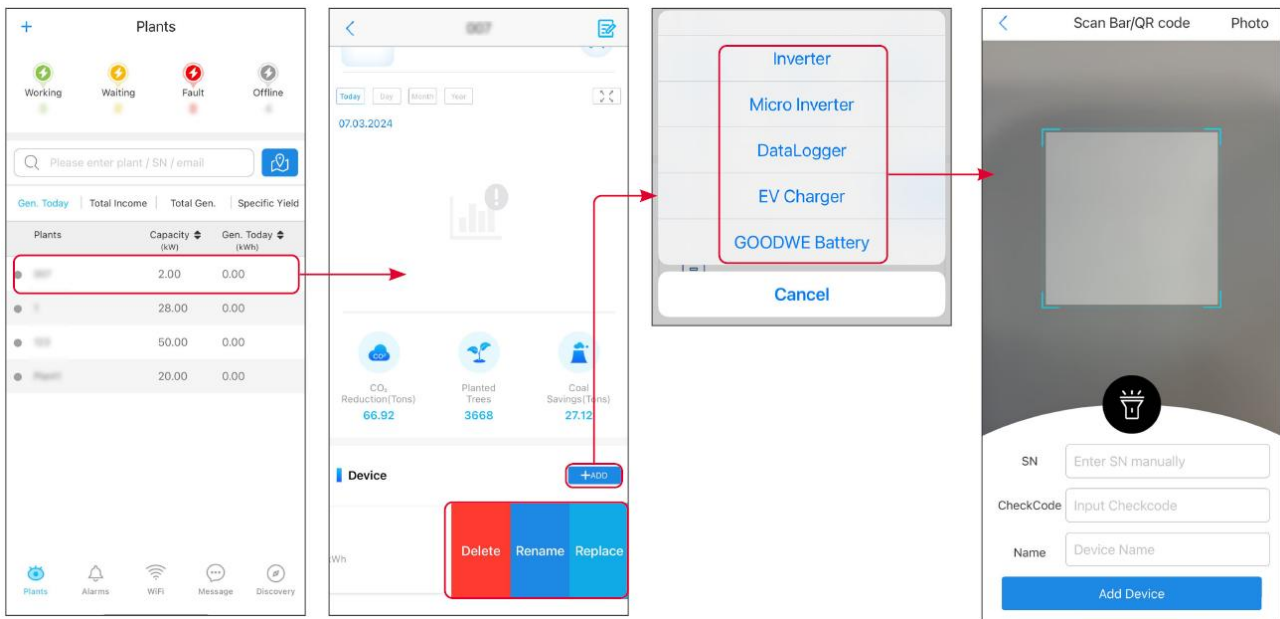 Plants
Working
Waiting
Fault
Offline
Please enter plant / SN / email
Gen. Today
Total Income
Total Gen.
Specific Yield
Plants
Capacity
(kW)
Gen. Today
(kWh)
2.00
0.00
28.00
0.00
50.00
0.00
20.00
0.00
Plants
Alarms
WiFi
Message
Discovery
007
Today
Day
Month
Year
07.03.2024
CO₂
CO₂
Reduction(Tons)
66.92
Planted
Trees
3668
Coal
Savings(Tons)
27.12
Device
+ADD
Wh
Delete
Rename
Replace
Inverter
Micro Inverter
DataLogger
EV Charger
GOODWE Battery
Cancel
Scan Bar/QR code
Photo
SN
Enter SN manually
CheckCode
Input Checkcode
Name
Device Name
Add Device